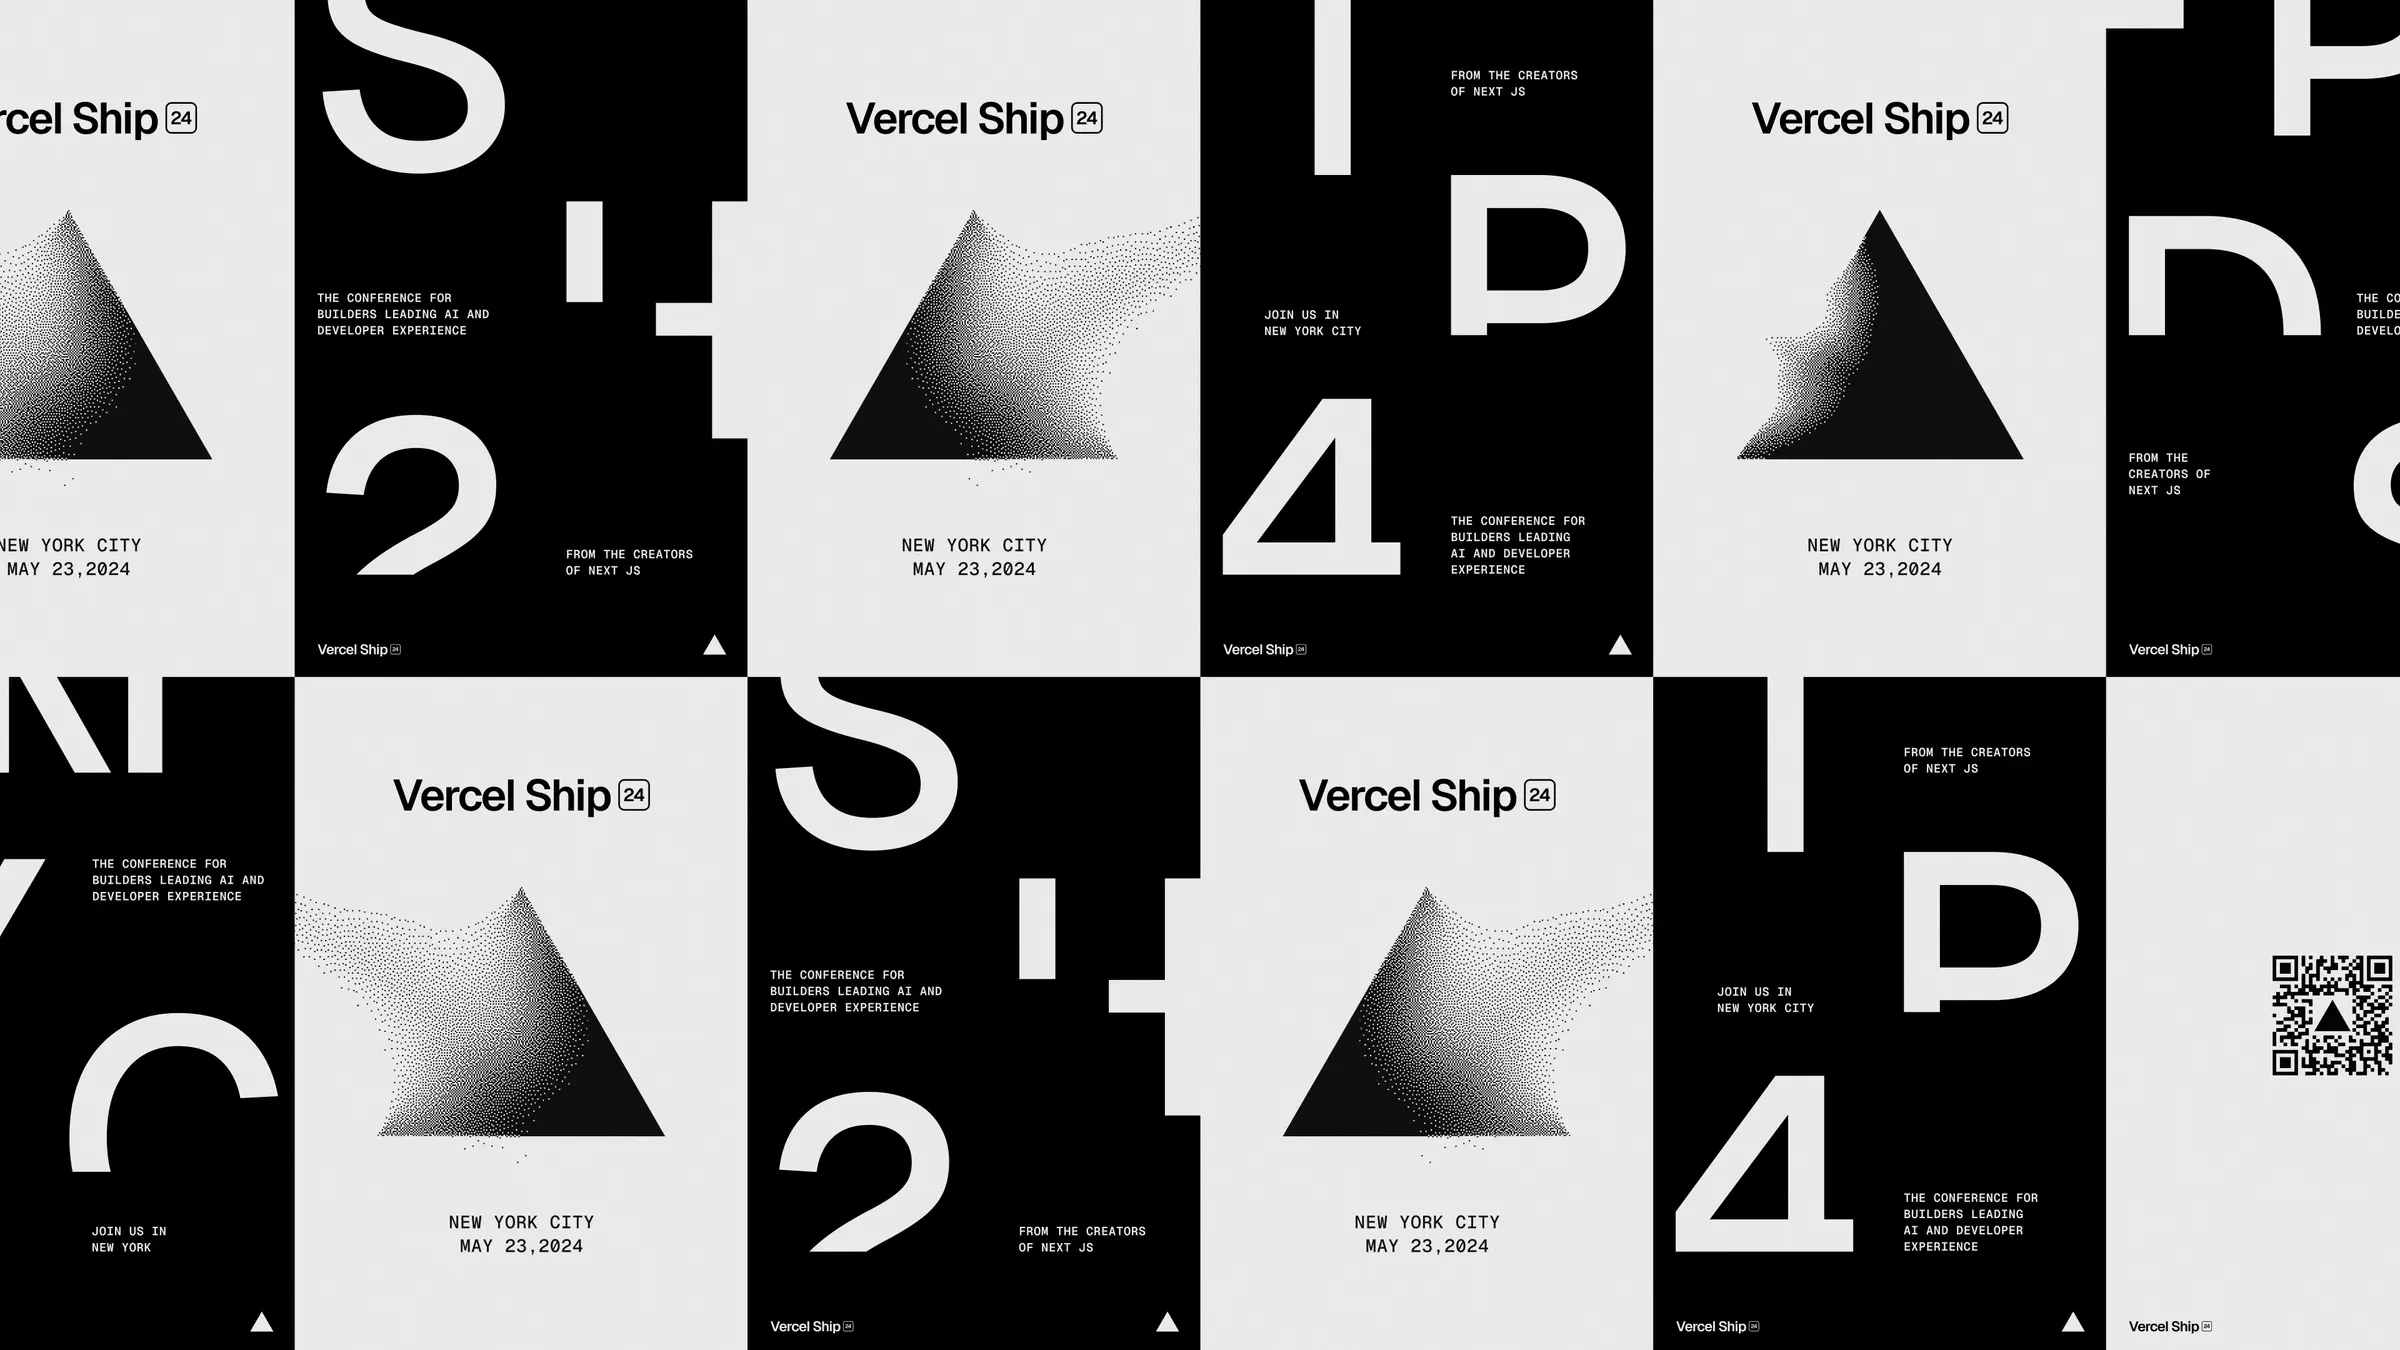 rcel Ship 24
NEW YORK CITY
MAY 23,2024
S
THE CONFERENCE FOR
BUILDERS LEADING AI AND
DEVELOPER EXPERIENCE
2
FROM THE CREATORS
OF NEXT JS
Vercel Ship 24
Vercel Ship 24
NEW YORK CITY
MAY 23,2024
FROM THE CREATORS
OF NEXT JS
P
JOIN US IN
NEW YORK CITY
4
THE CONFERENCE FOR
BUILDERS LEADING
AI AND DEVELOPER
EXPERIENCE
Vercel Ship 24
Vercel Ship 24
NEW YORK CITY
MAY 23,2024
P
THE CO
BUILDE
DEVELO
FROM THE
CREATORS OF
NEXT JS
Vercel Ship 24
THE CONFERENCE FOR
BUILDERS LEADING AI AND
DEVELOPER EXPERIENCE
JOIN US IN
NEW YORK
Vercel Ship 24
NEW YORK CITY
MAY 23,2024
S
THE CONFERENCE FOR
BUILDERS LEADING AI AND
DEVELOPER EXPERIENCE
2
FROM THE CREATORS
OF NEXT JS
Vercel Ship 24
Vercel Ship 24
NEW YORK CITY
MAY 23,2024
FROM THE CREATORS
OF NEXT JS
P
JOIN US IN
NEW YORK CITY
4
THE CONFERENCE FOR
BUILDERS LEADING
AI AND DEVELOPER
EXPERIENCE
Vercel Ship 24
Vercel Ship 24